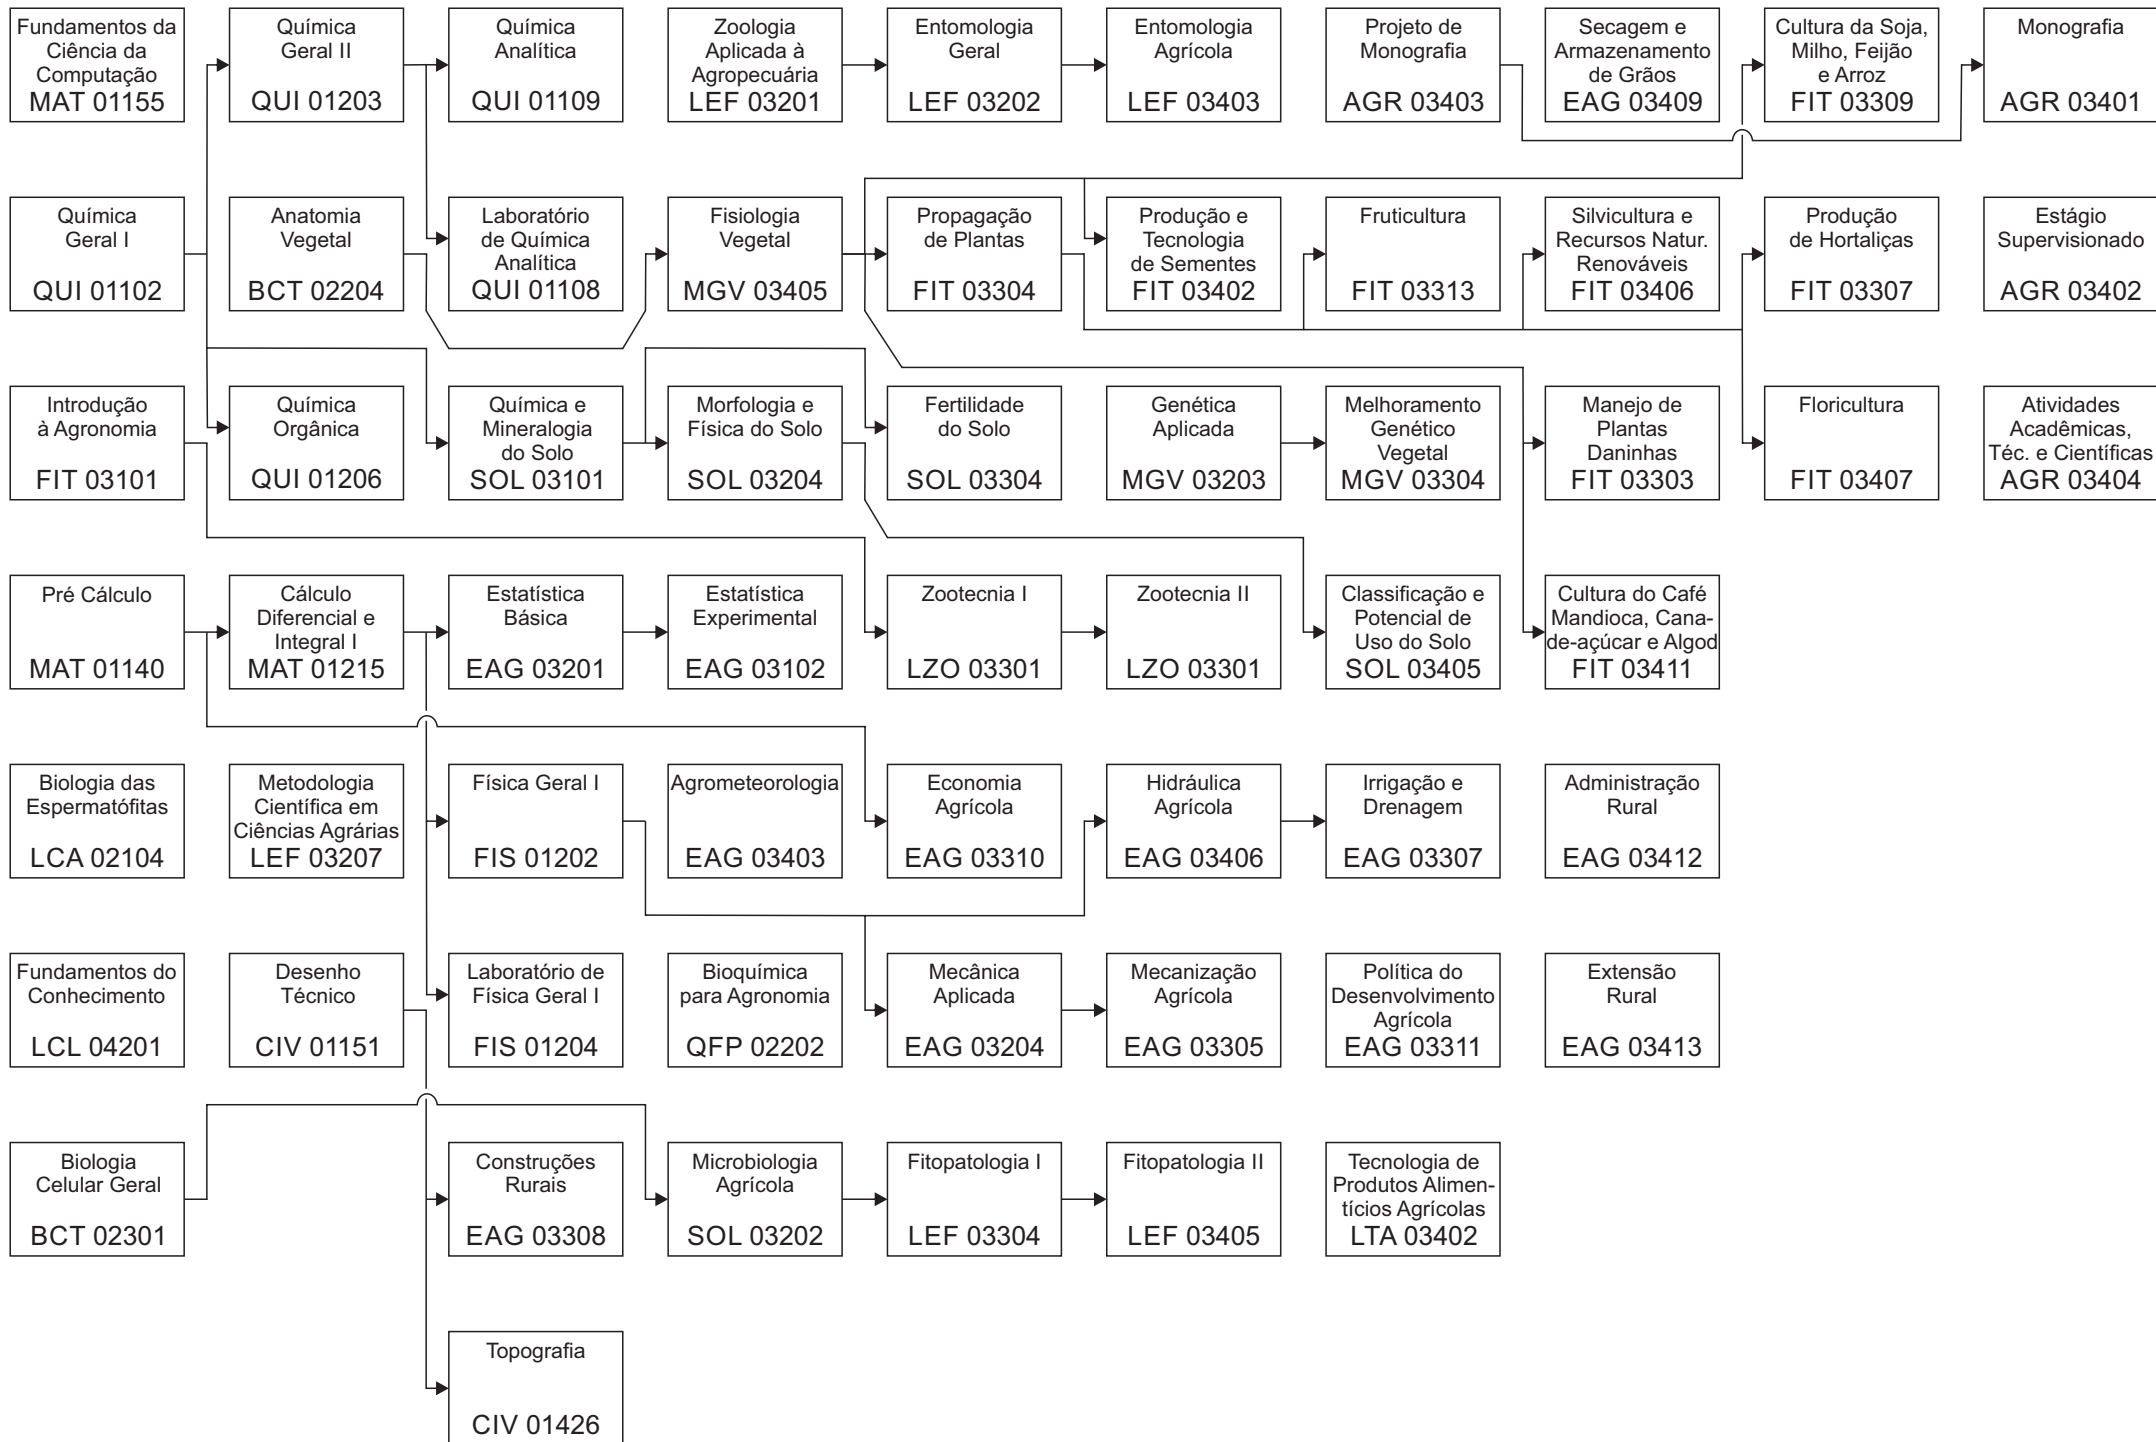 Fundamentos da
Ciência da
Computação
MAT 01155
Química
Geral II
QUI 01203
Química
Analítica
QUI 01109
Zoologia
Aplicada à
Agropecuária
LEF 03201
Entomologia
Geral
LEF 03202
Entomologia
Agrícola
LEF 03403
Projeto de
Monografia
AGR 03403
Secagem e
Armazenamento
de Grãos
EAG 03409
Cultura da Soja,
Milho, Feijão
e Arroz
FIT 03309
Monografia
AGR 03401
Química
Geral I
QUI 01102
Anatomia
Vegetal
BCT 02204
Laboratório
de Química
Analítica
QUI 01108
Fisiologia
Vegetal
MGV 03405
Propagação
de Plantas
FIT 03304
Produção e
Tecnologia
de Sementes
FIT 03402
Fruticultura
FIT 03313
Silvicultura e
Recursos Natur.
Renováveis
FIT 03406
Produção
de Hortaliças
FIT 03307
Estágio
Supervisionado
AGR 03402
Introdução
à Agronomia
FIT 03101
Química
Orgânica
QUI 01206
Química e
Mineralogia
do Solo
SOL 03101
Morfologia e
Física do Solo
SOL 03204
Fertilidade
do Solo
SOL 03304
Genética
Aplicada
MGV 03203
Melhoramento
Genético
Vegetal
MGV 03304
Manejo de
Plantas
Daninhas
FIT 03303
Floricultura
FIT 03407
Atividades
Acadêmicas,
Téc. e Científicas
AGR 03404
Pré Cálculo
MAT 01140
Cálculo
Diferencial e
Integral I
MAT 01215
Estatística
Básica
EAG 03201
Estatística
Experimental
EAG 03102
Zootecnia I
LZO 03301
Zootecnia II
LZO 03301
Classificação e
Potencial de
Uso do Solo
SOL 03405
Cultura do Café
Mandioca, Cana-
de-açúcar e Algod
FIT 03411
Biologia das
Espermatófitas
LCA 02104
Metodologia
Científica em
Ciências Agrárias
LEF 03207
Física Geral I
FIS 01202
Agrometeorologia
EAG 03403
Economia
Agrícola
EAG 03310
Hidráulica
Agrícola
EAG 03406
Irrigação e
Drenagem
EAG 03307
Administração
Rural
EAG 03412
Fundamentos do
Conhecimento
LCL 04201
Desenho
Técnico
CIV 01151
Laboratório de
Física Geral I
FIS 01204
Bioquímica
para Agronomia
QFP 02202
Mecânica
Aplicada
EAG 03204
Mecanização
Agrícola
EAG 03305
Política do
Desenvolvimento
Agrícola
EAG 03311
Extensão
Rural
EAG 03413
Biologia
Celular Geral
BCT 02301
Construções
Rurais
EAG 03308
Microbiologia
Agrícola
SOL 03202
Fitopatologia I
LEF 03304
Fitopatologia II
LEF 03405
Tecnologia de
Produtos Alimen-
tícios Agrícolas
LTA 03402
Topografia
CIV 01426